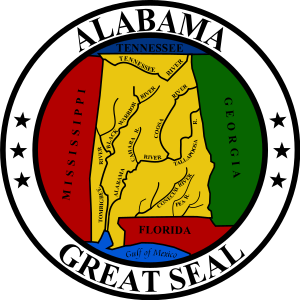 ALABAMA
TENNESSEE
TENNESSEE RIVER
MISSISSIPPI
GEORGIA
BLACK WARRIOR RIVER
CAHABA R.
COOSA RIVER
TALLAPOOSA R.
TOMBIGBEE RIVER
ALABAMA RIVER
CONECUH RIVER
PEA R.
FLORIDA
Gulf of Mexico
GREAT SEAL